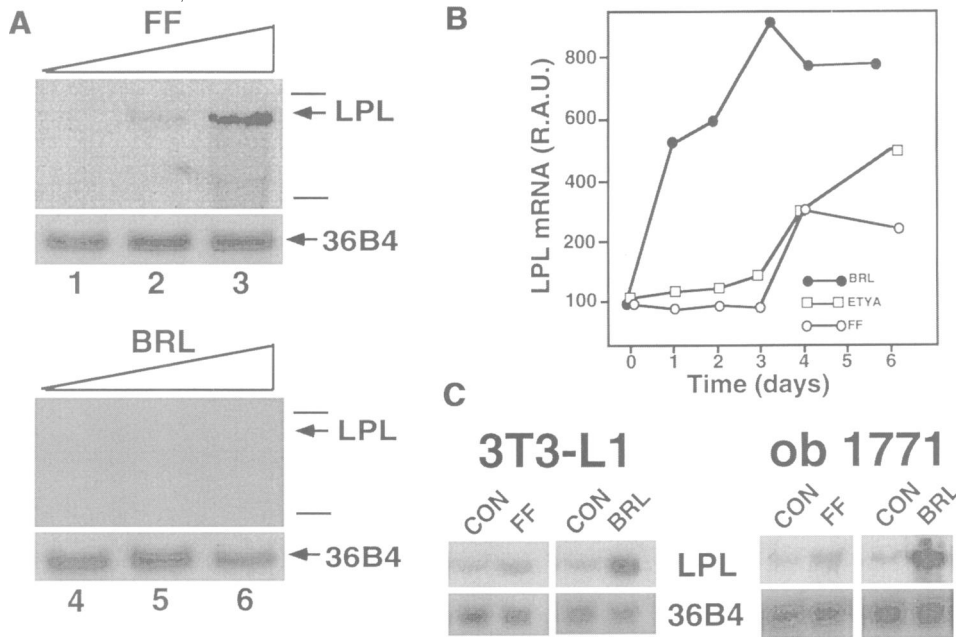 A
FF
LPL
36B4
1 2 3
BRL
LPL
36B4
4 5 6
B
LPL mRNA (R.A.U.)
800
600
400
200
100
BRL
ETYA
FF
0 1 2 3 4 5 6
Time (days)
C
3T3-L1 ob 1771
CON FF CON BRL CON FF CON BRL
LPL
36B4